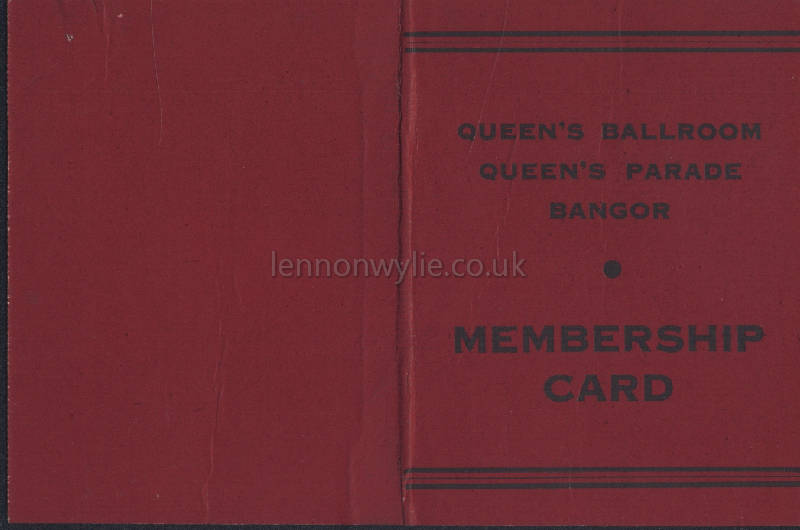 QUEEN'S BALLROOM
QUEEN'S PARADE
BANGOR
lennonwylie.co.uk
MEMBERSHIP
CARD